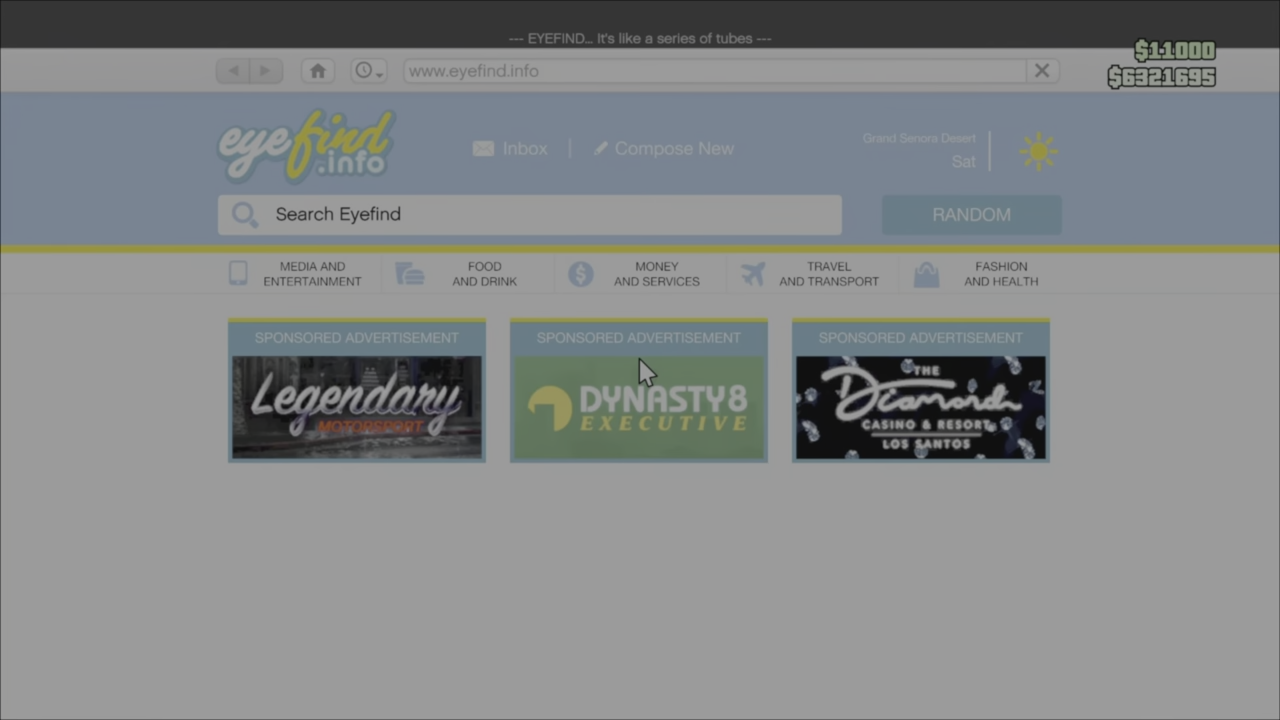 --- EYEFIND... It's like a series of tubes ---
$11000
www.eyefind.info
$6321695
eyefind
.info
Inbox
Compose New
Grand Senora Desert
Sat
Search Eyefind
RANDOM
MEDIA AND
ENTERTAINMENT
FOOD
AND DRINK
MONEY
AND SERVICES
TRAVEL
AND TRANSPORT
FASHION
AND HEALTH
SPONSORED ADVERTISEMENT
Legendary
MOTORSPORT
SPONSORED ADVERTISEMENT
DYNASTY8
EXECUTIVE
SPONSORED ADVERTISEMENT
THE
Diamond
CASINO & RESORT
LOS SANTOS